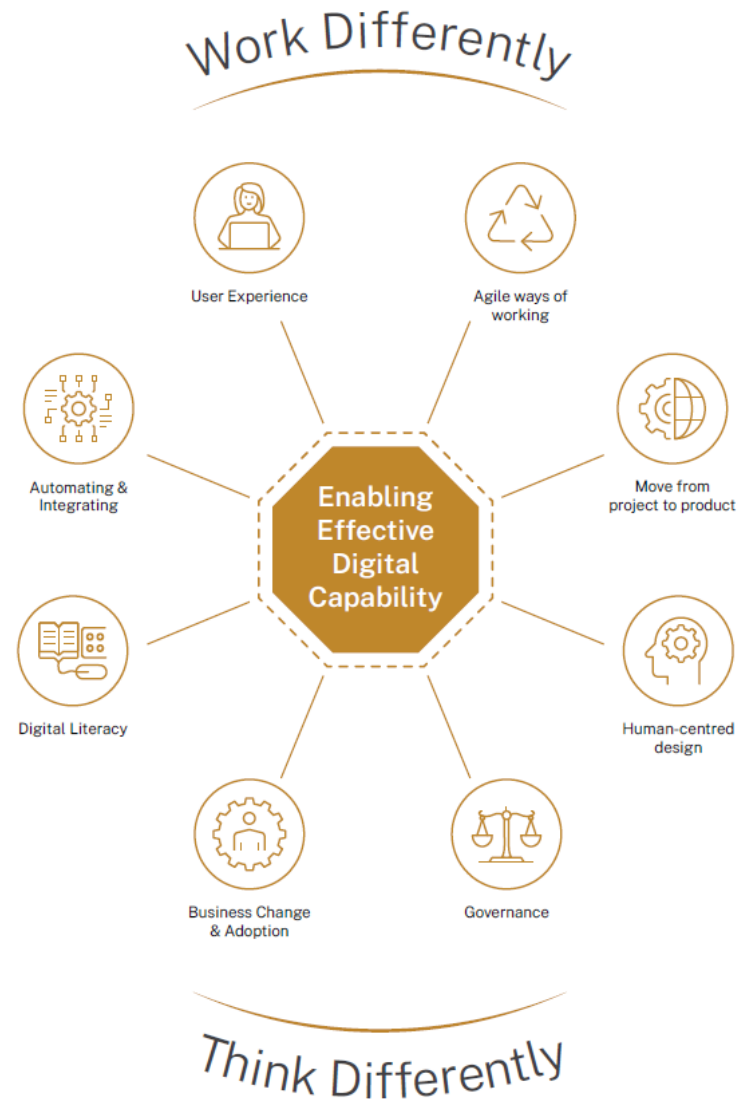 Work Differently
User Experience
Agile ways of
working
Automating &
Integrating
Move from
project to product
Enabling
Effective
Digital
Capability
Digital Literacy
Human-centred
design
Business Change
& Adoption
Governance
Think Differently